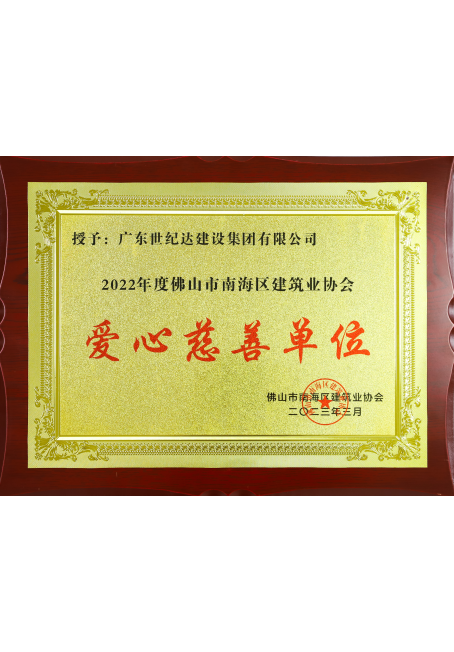 授予：广东世纪达建设集团有限公司
2022年度佛山市南海区建筑业协会
爱心慈善单位
佛山市南海区建筑业协会
二〇二三年三月